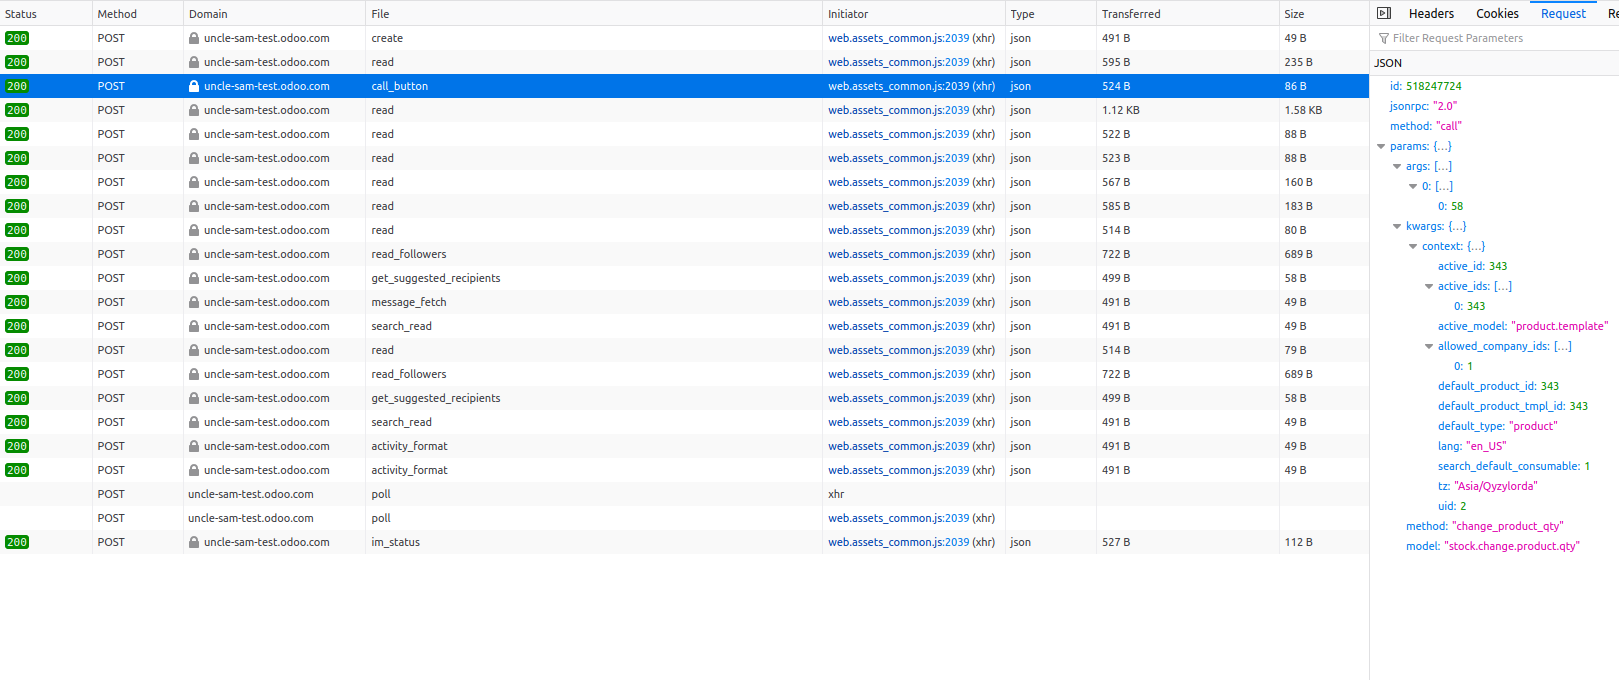 Status Method Domain File Initiator Type Transferred Size
200 POST uncle-sam-test.odoo.com create web.assets_common.js:2039 (xhr) json 491 B 49 B
200 POST uncle-sam-test.odoo.com read web.assets_common.js:2039 (xhr) json 595 B 235 B
200 POST uncle-sam-test.odoo.com call_button web.assets_common.js:2039 (xhr) json 524 B 86 B
200 POST uncle-sam-test.odoo.com read web.assets_common.js:2039 (xhr) json 1.12 KB 1.58 KB
200 POST uncle-sam-test.odoo.com read web.assets_common.js:2039 (xhr) json 522 B 88 B
200 POST uncle-sam-test.odoo.com read web.assets_common.js:2039 (xhr) json 523 B 88 B
200 POST uncle-sam-test.odoo.com read web.assets_common.js:2039 (xhr) json 567 B 160 B
200 POST uncle-sam-test.odoo.com read web.assets_common.js:2039 (xhr) json 585 B 183 B
200 POST uncle-sam-test.odoo.com read web.assets_common.js:2039 (xhr) json 514 B 80 B
200 POST uncle-sam-test.odoo.com read_followers web.assets_common.js:2039 (xhr) json 722 B 689 B
200 POST uncle-sam-test.odoo.com get_suggested_recipients web.assets_common.js:2039 (xhr) json 499 B 58 B
200 POST uncle-sam-test.odoo.com message_fetch web.assets_common.js:2039 (xhr) json 491 B 49 B
200 POST uncle-sam-test.odoo.com search_read web.assets_common.js:2039 (xhr) json 491 B 49 B
200 POST uncle-sam-test.odoo.com read web.assets_common.js:2039 (xhr) json 514 B 79 B
200 POST uncle-sam-test.odoo.com read_followers web.assets_common.js:2039 (xhr) json 722 B 689 B
200 POST uncle-sam-test.odoo.com get_suggested_recipients web.assets_common.js:2039 (xhr) json 499 B 58 B
200 POST uncle-sam-test.odoo.com search_read web.assets_common.js:2039 (xhr) json 491 B 49 B
200 POST uncle-sam-test.odoo.com activity_format web.assets_common.js:2039 (xhr) json 491 B 49 B
200 POST uncle-sam-test.odoo.com activity_format web.assets_common.js:2039 (xhr) json 491 B 49 B
POST uncle-sam-test.odoo.com poll xhr
POST uncle-sam-test.odoo.com poll web.assets_common.js:2039 (xhr)
200 POST uncle-sam-test.odoo.com im_status web.assets_common.js:2039 (xhr) json 527 B 112 B
Headers Cookies Request Re
Filter Request Parameters
JSON
id: 518247724
jsonrpc: "2.0"
method: "call"
params: {…}
args: […]
0: […]
0: 58
kwargs: {…}
context: {…}
active_id: 343
active_ids: […]
0: 343
active_model: "product.template"
allowed_company_ids: […]
0: 1
default_product_id: 343
default_product_tmpl_id: 343
default_type: "product"
lang: "en_US"
search_default_consumable: 1
tz: "Asia/Qyzylorda"
uid: 2
method: "change_product_qty"
model: "stock.change.product.qty"